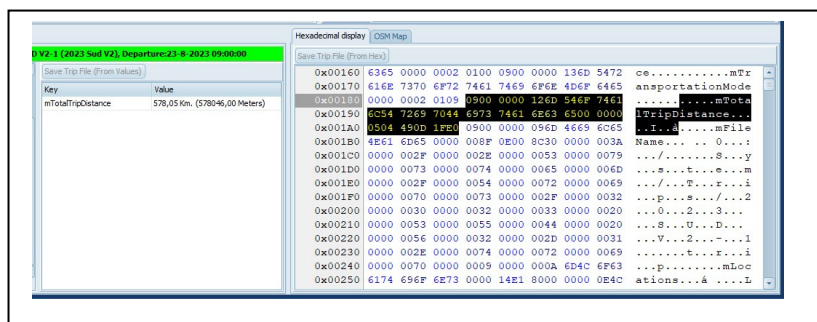 Hexadecimal display OSM Map
D V2-1 (2023 Sud V2), Departure:23-8-2023 09:00:00
Save Trip File (From Values)
Save Trip File (From Hex)
Key Value
mTotalTripDistance 578,05 Km. (578046,00 Meters)
0x00160 6365 0000 0002 0100 0900 0000 136D 5472 ce...........mTr
0x00170 616E 7370 6F72 7461 7469 6F6E 4D6F 6465 ansportationMode
0x00180 0000 0002 0109 0900 0000 126D 546F 7461 ...........mTota
0x00190 6C54 7269 7044 6973 7461 6E63 6500 0000 lTripDistance...
0x001A0 0504 490D 1FE0 0900 0000 096D 4669 6C65 ..I..à.....mFile
0x001B0 4E61 6D65 0000 008F 0E00 8C30 0000 003A Name... .. 0...:
0x001C0 0000 002F 0000 002E 0000 0053 0000 0079 .../.......S...y
0x001D0 0000 0073 0000 0074 0000 0065 0000 006D ...s...t...e...m
0x001E0 0000 002F 0000 0054 0000 0072 0000 0069 .../...T...r...i
0x001F0 0000 0070 0000 0073 0000 002F 0000 0032 ...p...s.../...2
0x00200 0000 0030 0000 0032 0000 0033 0000 0020 ...0...2...3...
0x00210 0000 0053 0000 0055 0000 0044 0000 0020 ...S...U...D...
0x00220 0000 0056 0000 0032 0000 002D 0000 0031 ...V...2...-...1
0x00230 0000 002E 0000 0074 0000 0072 0000 0069 .......t...r...i
0x00240 0000 0070 0000 0009 0000 000A 6D4C 6F63 ...p........mLoc
0x00250 6174 696F 6E73 0000 14E1 8000 0000 0E4C ations...á ....L